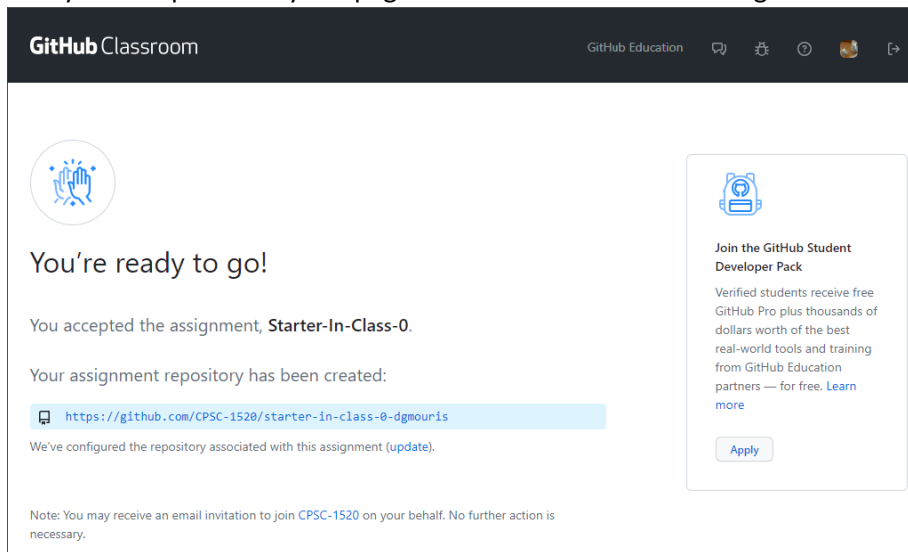 GitHub Classroom
GitHub Education
You're ready to go!
You accepted the assignment, Starter-In-Class-0.
Your assignment repository has been created:
https://github.com/CPSC-1520/starter-in-class-0-dgmouris
We've configured the repository associated with this assignment (update).
Note: You may receive an email invitation to join CPSC-1520 on your behalf. No further action is
necessary.
Join the GitHub Student
Developer Pack
Verified students receive free
GitHub Pro plus thousands of
dollars worth of the best
real-world tools and training
from GitHub Education
partners — for free. Learn
more
Apply